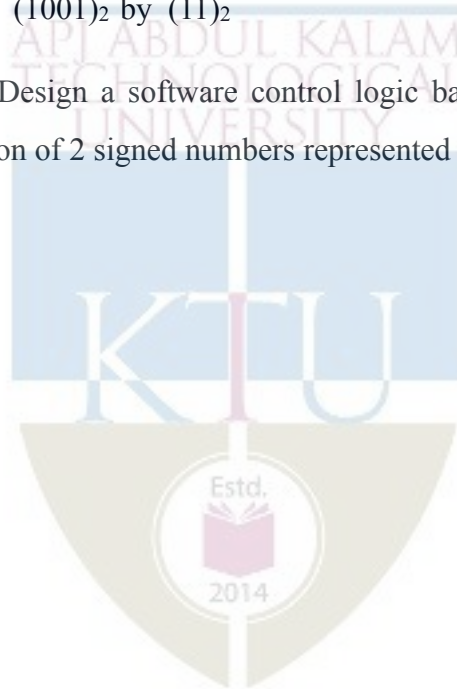 (1001)₂ by (11)₂
APJ ABDUL KALAM
TECHNOLOGICAL
Design a software control logic ba
UNIVERSITY
on of 2 signed numbers represented
KTU
Estd.
2014